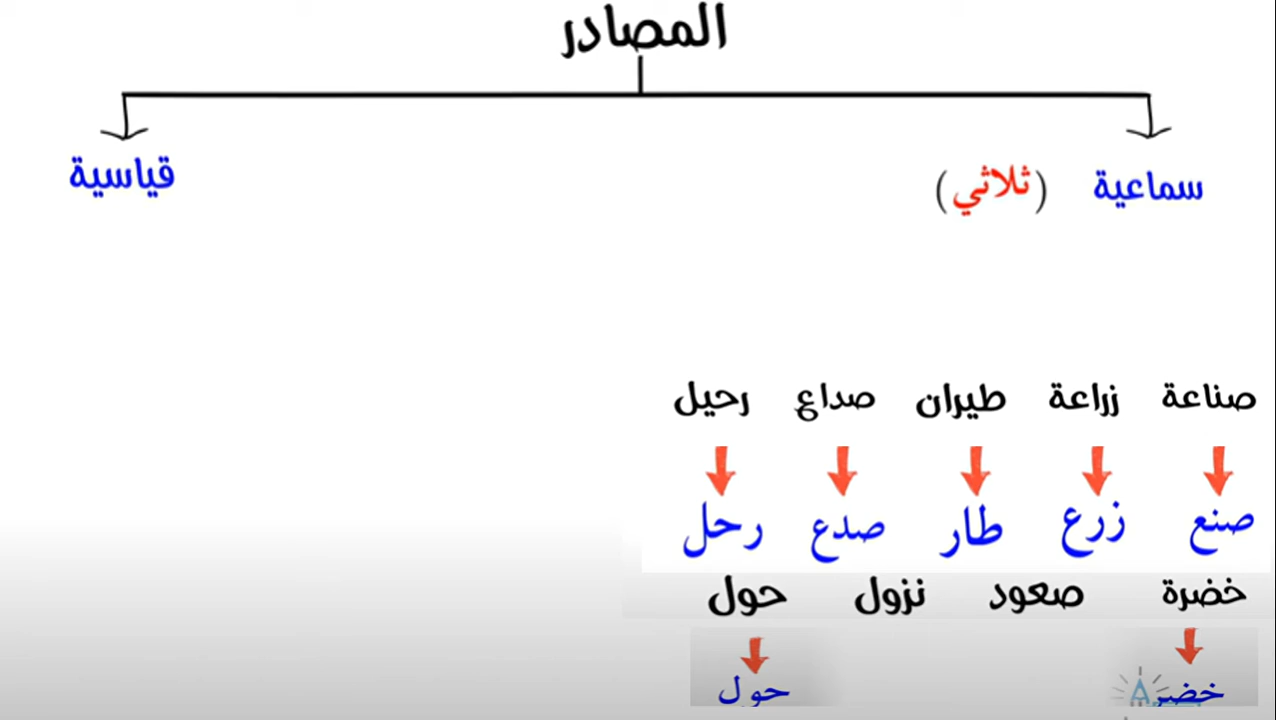 المصادر
سماعية (ثلاثي) قياسية
صناعة زراعة طيران صداع رحيل
صنع زرع طار صدع رحل
خضرة صعود نزول حول
خضر حول